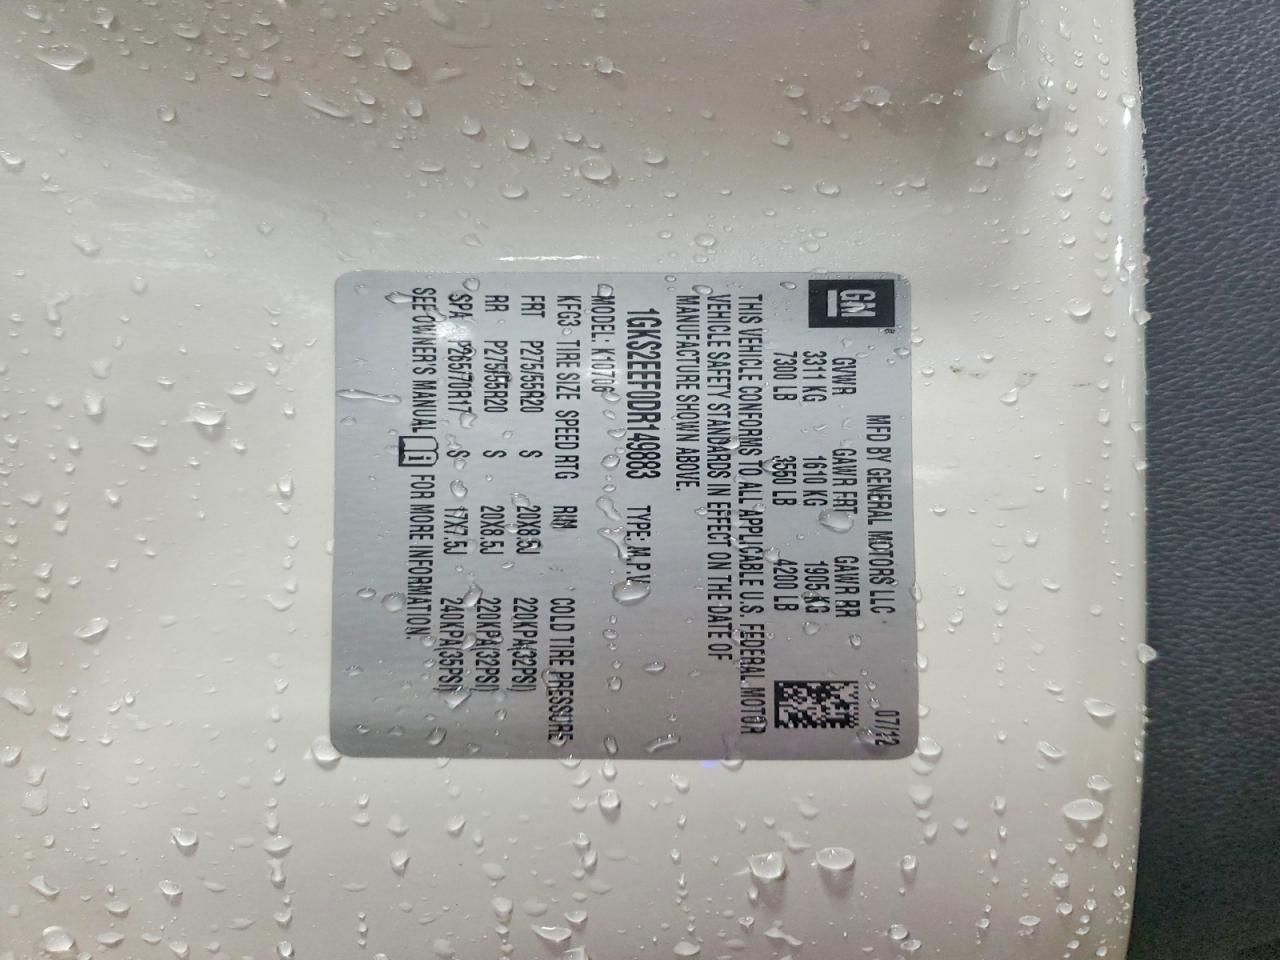 GM
MFD BY GENERAL MOTORS LLC 07/12
GVWR GAWR FRT GAWR RR
3311 KG 1610 KG 1905 KG
7300 LB 3550 LB 4200 LB
THIS VEHICLE CONFORMS TO ALL APPLICABLE U.S. FEDERAL MOTOR
VEHICLE SAFETY STANDARDS IN EFFECT ON THE DATE OF
MANUFACTURE SHOWN ABOVE.
1GKS2EEF0DR149883 TYPE: M.P.V.
MODEL: K10706
KFG3 TIRE SIZE SPEED RTG RIM COLD TIRE PRESSURE
FRT P275/55R20 S 20X8.5J 220KPA(32PSI)
RR P275/55R20 S 20X8.5J 220KPA(32PSI)
SPA P265/70R17 S 17X7.5J 240KPA(35PSI)
SEE OWNER'S MANUAL i FOR MORE INFORMATION.